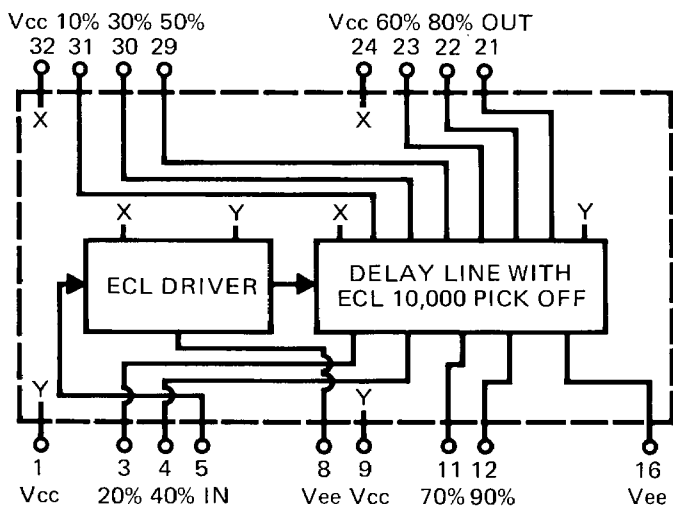 Vcc 10% 30% 50% Vcc 60% 80% OUT
32 31 30 29 24 23 22 21
X X
X Y X Y
ECL DRIVER
DELAY LINE WITH
ECL 10,000 PICK OFF
Y Y
1 3 4 5 8 9 11 12 16
Vcc 20% 40% IN Vee Vcc 70% 90% Vee